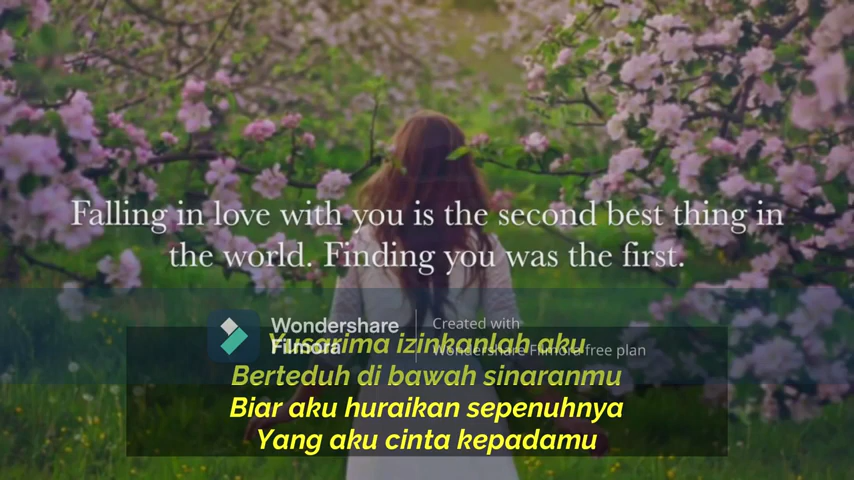 Falling in love with you is the second best thing in
the world. Finding you was the first.
Wondershare
Filmora
Created with
Wondershare Filmora free plan
Yusarima izinkanlah aku
Berteduh di bawah sinaranmu
Biar aku huraikan sepenuhnya
Yang aku cinta kepadamu